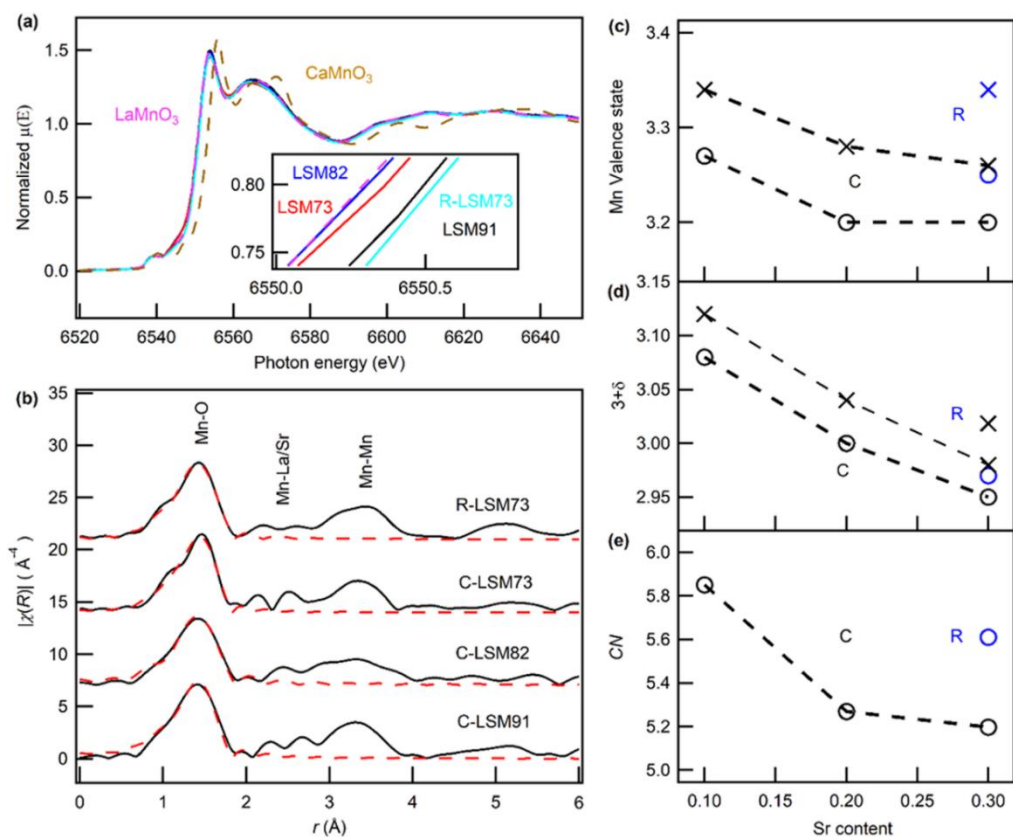 (a)
1.5
1.0
0.5
0.0
Normalized μ(E)
CaMnO3
LaMnO3
LSM82
LSM73
R-LSM73
LSM91
0.80
0.75
6550.0
6550.5
6520
6540
6560
6580
6600
6620
6640
Photon energy (eV)
(b)
35
30
25
20
15
10
5
0
|χ(R)| ( Å-4)
Mn-O
Mn-La/Sr
Mn-Mn
R-LSM73
C-LSM73
C-LSM82
C-LSM91
0
1
2
3
4
5
6
r (Å)
(c)
3.4
3.3
3.2
3.15
Mn Valence state
R
C
(d)
3.10
3.05
3.00
2.95
3+δ
R
C
(e)
6.0
5.8
5.6
5.4
5.2
5.0
CN
C
R
0.10
0.15
0.20
0.25
0.30
Sr content